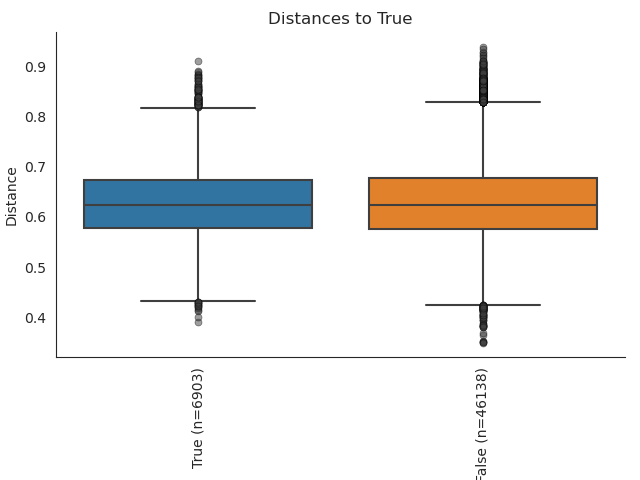 Distances to True
Distance
0.9
0.8
0.7
0.6
0.5
0.4
True (n=6903)
False (n=46138)